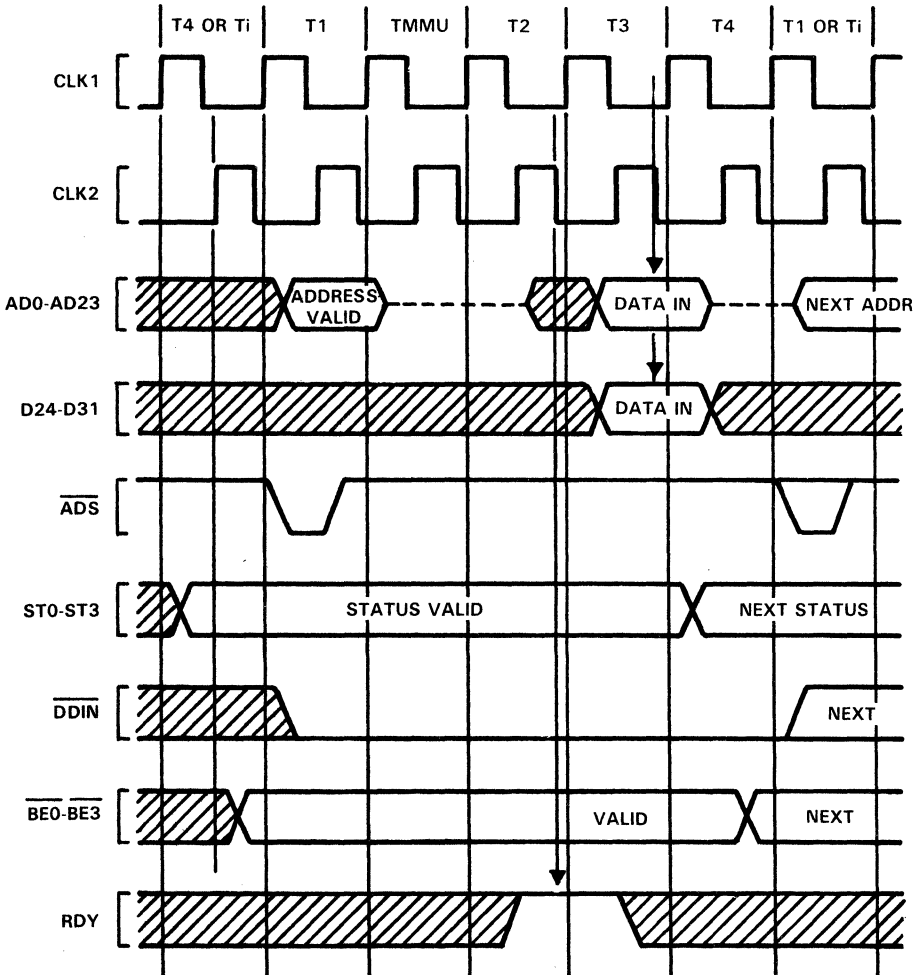 T4 OR Ti T1 TMMU T2 T3 T4 T1 OR Ti
CLK1
CLK2
AD0-AD23
ADDRESS
VALID
DATA IN
NEXT ADDR
D24-D31
DATA IN
ADS
ST0-ST3
STATUS VALID
NEXT STATUS
DDIN
NEXT
BE0-BE3
VALID
NEXT
RDY